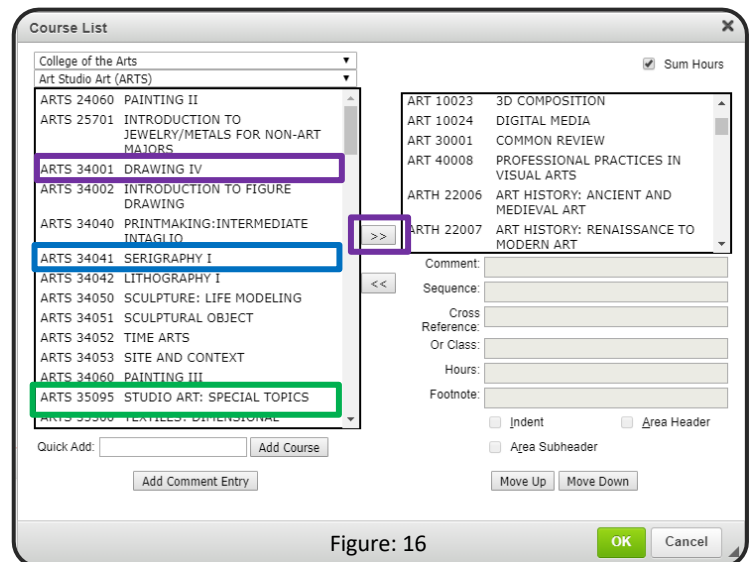 Course List
College of the Arts
Art Studio Art (ARTS)
Sum Hours
ARTS 24060 PAINTING II
ARTS 25701 INTRODUCTION TO
JEWELRY/METALS FOR NON-ART
MAJORS
ARTS 34001 DRAWING IV
ARTS 34002 INTRODUCTION TO FIGURE
DRAWING
ARTS 34040 PRINTMAKING:INTERMEDIATE
INTAGLIO
ARTS 34041 SERIGRAPHY I
ARTS 34042 LITHOGRAPHY I
ARTS 34050 SCULPTURE: LIFE MODELING
ARTS 34051 SCULPTURAL OBJECT
ARTS 34052 TIME ARTS
ARTS 34053 SITE AND CONTEXT
ARTS 34060 PAINTING III
ARTS 35095 STUDIO ART: SPECIAL TOPICS
TEXTILES: DIMENSIONAL
>>
<<
ART 10023 3D COMPOSITION
ART 10024 DIGITAL MEDIA
ART 30001 COMMON REVIEW
ART 40008 PROFESSIONAL PRACTICES IN
VISUAL ARTS
ARTH 22006 ART HISTORY: ANCIENT AND
MEDIEVAL ART
ARTH 22007 ART HISTORY: RENAISSANCE TO
MODERN ART
Comment:
Sequence:
Cross
Reference:
Or Class:
Hours:
Footnote:
Indent
Area Header
Area Subheader
Quick Add:
Add Course
Add Comment Entry
Move Up
Move Down
Figure: 16
OK
Cancel